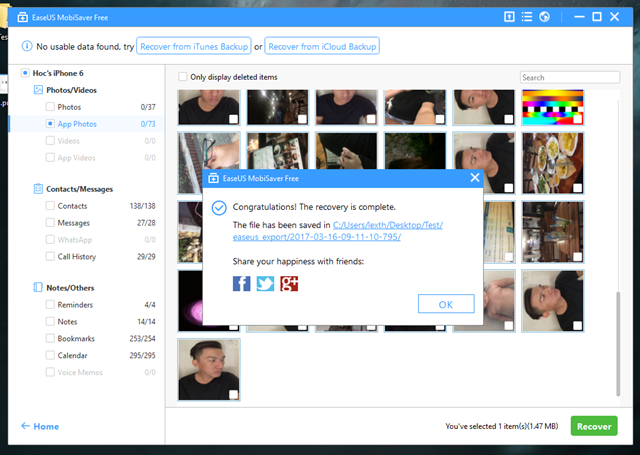 EaseUS MobiSaver Free
No usable data found, try Recover from iTunes Backup or Recover from iCloud Backup
Hoc's iPhone 6
Photos/Videos
Photos 0/37
App Photos 0/73
Videos 0/0
App Videos 0/0
Contacts/Messages
Contacts 138/138
Messages 27/28
WhatsApp 0/0
Call History 29/29
Notes/Others
Reminders 4/4
Notes 14/14
Bookmarks 253/254
Calendar 295/295
Voice Memos 0/0
Home
Only display deleted items
Search
EaseUS MobiSaver Free
Congratulations! The recovery is complete.
The file has been saved in C:/Users/lexth/Desktop/Test/
easeus_export/2017-03-16-09-11-10-795/
Share your happiness with friends:
f
g+
OK
You've selected 1 item(s)(1.47 MB)
Recover